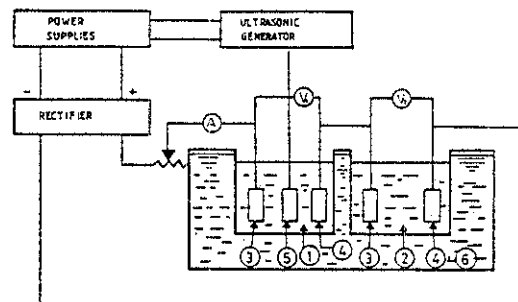 POWER
SUPPLIES
ULTRASONIC
GENERATOR
- +
RECTIFIER
A
3 5 1 4 3 2 4 6